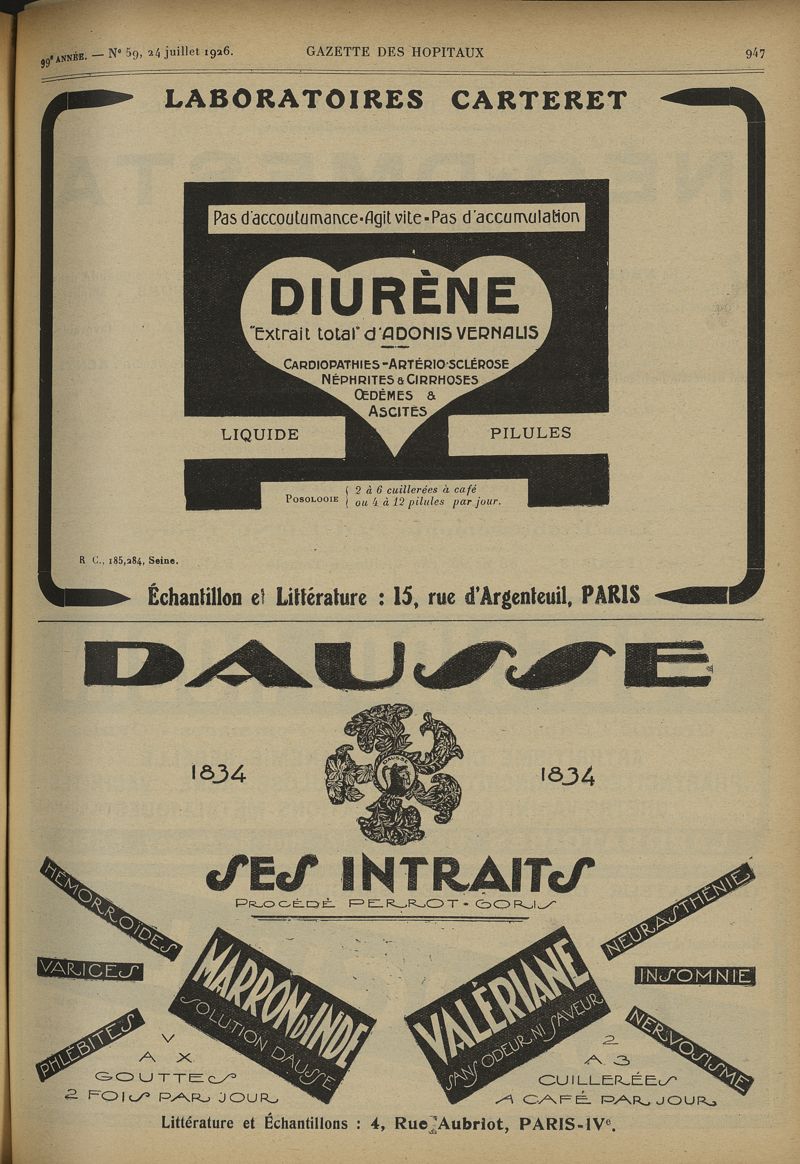 99e ANNÉE. — No 59, 24 juillet 1926.
GAZETTE DES HOPITAUX
947
LABORATOIRES CARTERET
Pas d'accoutumance-Agit vite-Pas d'accumulation
DIURÈNE
"Extrait total" d'ADONIS VERNALIS
CARDIOPATHIES-ARTÉRIO-SCLÉROSE
NÉPHRITES & CIRRHOSES
ŒDÈMES &
ASCITES
LIQUIDE
PILULES
POSOLOGIE { 2 à 6 cuillerées à café
ou 4 à 12 pilules par jour.
R C., 185,284, Seine.
Échantillon et Littérature : 15, rue d'Argenteuil, PARIS
DAUSSE
1834
DAUSSE
1834
SES INTRAITS
PROCÉDÉ PERROT-GORIS
HÉMORROÏDES
VARICES
PHLÉBITES
MARRON D'INDE
SOLUTION DAUSSE
V
A X
GOUTTES
2 FOIS PAR JOUR
VALÉRIANE
SANS ODEUR NI SAVEUR
NEURASTHÉNIE
INSOMNIE
NERVOSISME
2
A 3
CUILLERÉES
A CAFÉ PAR JOUR
Littérature et Échantillons : 4, Rue Aubriot, PARIS-IVe.